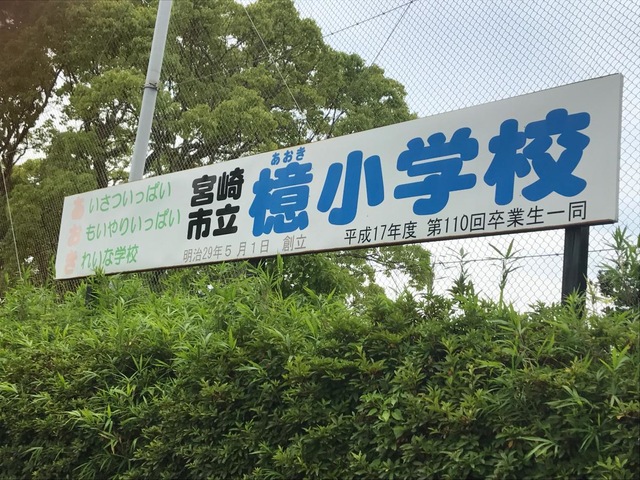 あいさついっぱい
おもいやりいっぱい
きれいな学校
宮崎
市立
あおき
檍小学校
明治29年5月1日 創立
平成17年度 第110回卒業生一同